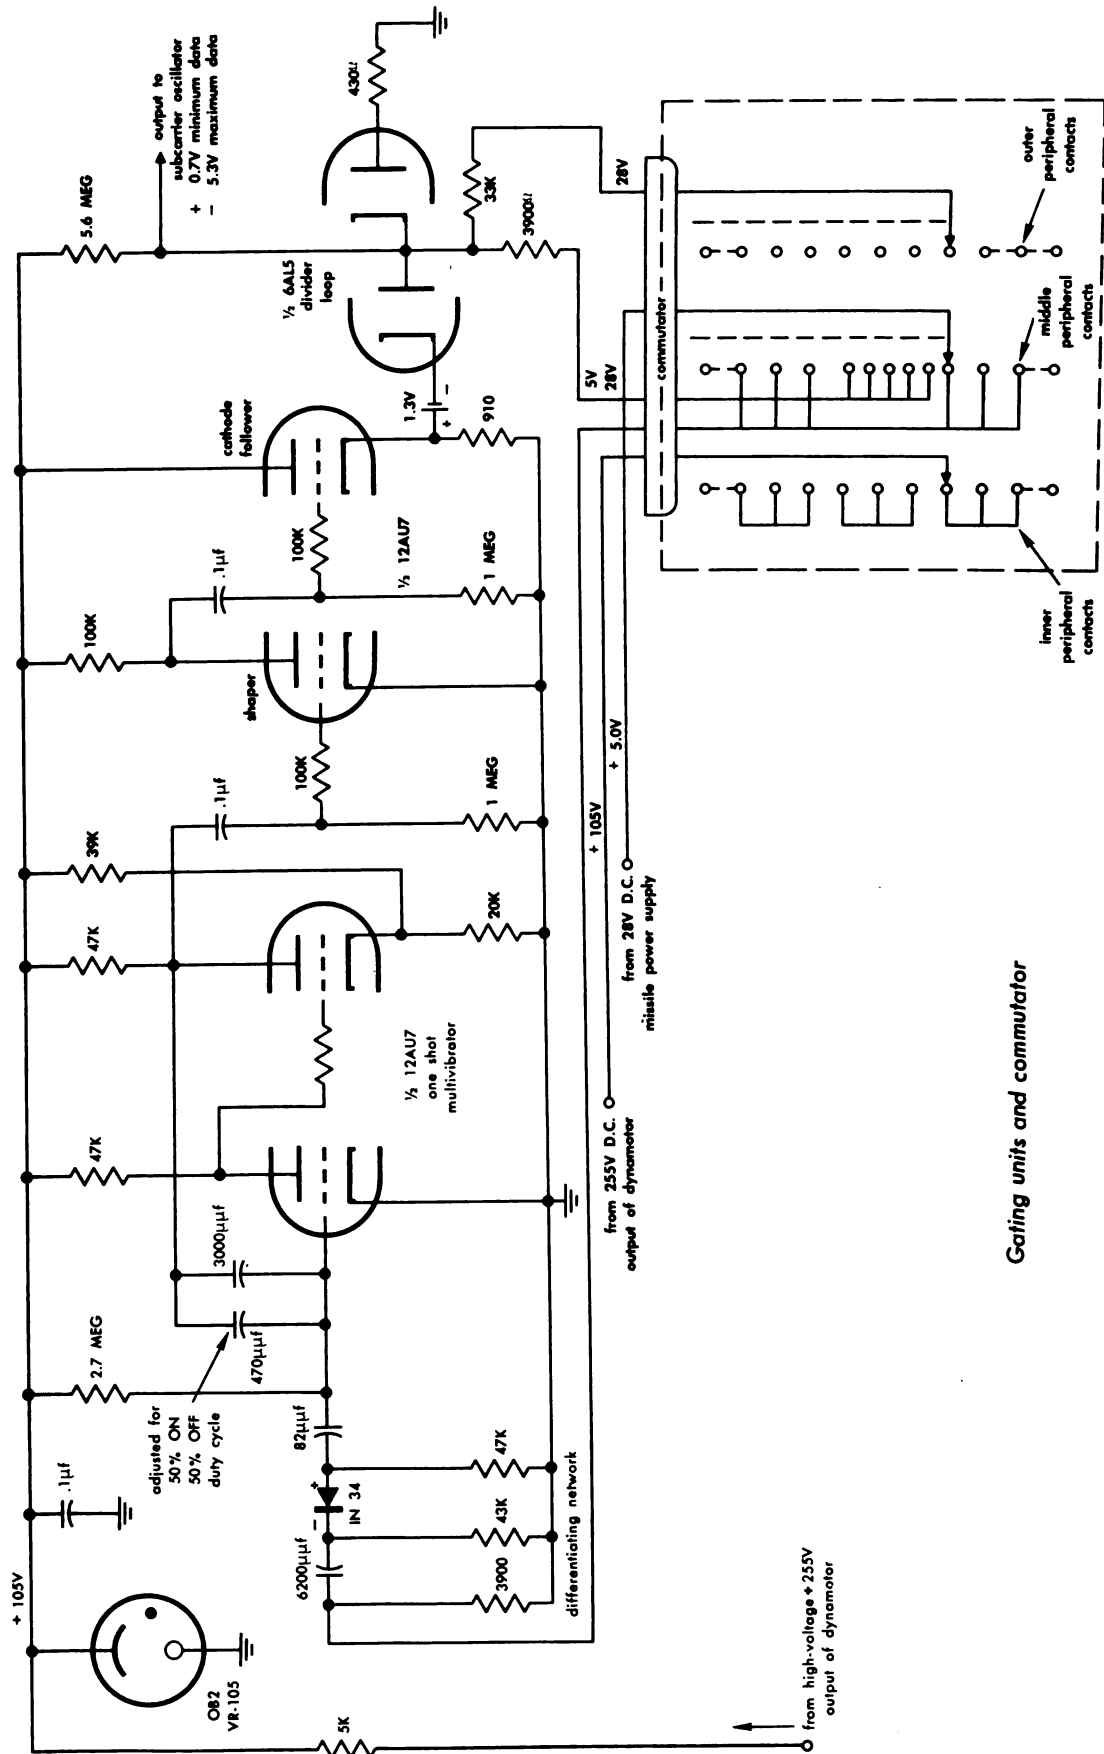 + 105V
OB2
VR-105
5K
from high-voltage + 255V
output of dynamotor
.1μf
adjusted for
50% ON
50% OFF
duty cycle
2.7 MEG
470μμf
3000μμf
82μμf
+
-
IN 34
6200μμf
3900
43K
47K
differentiating network
47K
½ 12AU7
one shot
multivibrator
47K
39K
20K
.1μf
100K
1 MEG
shaper
100K
.1μf
100K
1 MEG
½ 12AU7
cathode
follower
1.3V
+
-
910
½ 6AL5
divider
loop
5.6 MEG
output to
subcarrier oscillator
+ 0.7V minimum data
- 5.3V maximum data
430Ω
33K
3900Ω
28V
5V
28V
+ 105V
+ 5.0V
from 255V D.C.
output of dynamotor
from 28V D.C.
missile power supply
commutator
inner
peripheral
contacts
middle
peripheral
contacts
outer
peripheral
contacts
Gating units and commutator